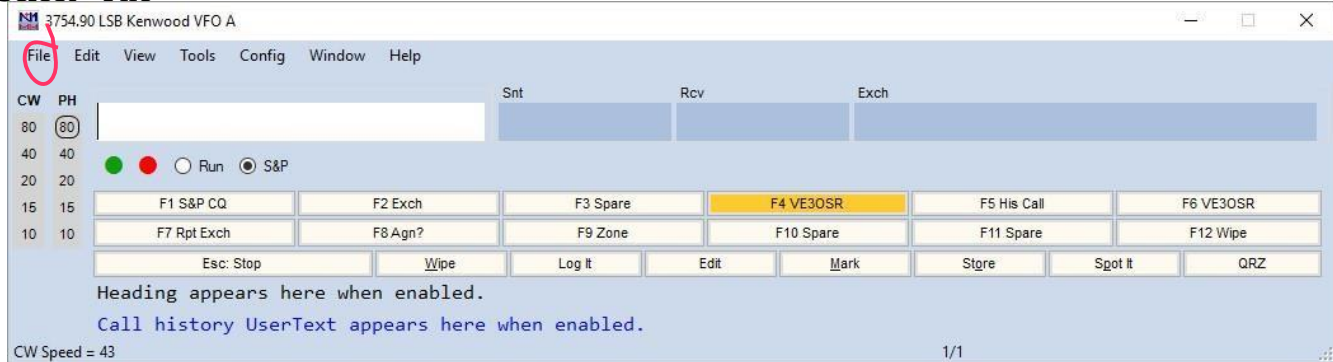 3754.90 LSB Kenwood VFO A
File Edit View Tools Config Window Help
Snt Rcv Exch
CW PH
80 80
40 40
20 20
15 15
10 10
Run S&P
F1 S&P CQ F2 Exch F3 Spare F4 VE3OSR F5 His Call F6 VE3OSR
F7 Rpt Exch F8 Agn? F9 Zone F10 Spare F11 Spare F12 Wipe
Esc: Stop Wipe Log It Edit Mark Store Spot It QRZ
Heading appears here when enabled.
Call history UserText appears here when enabled.
CW Speed = 43 1/1